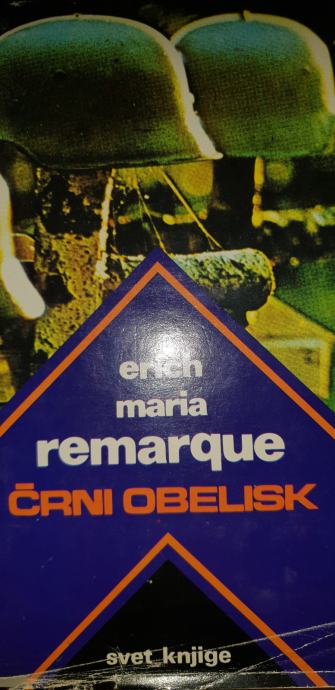 erich
maria
remarque
ČRNI OBELISK
svet knjige